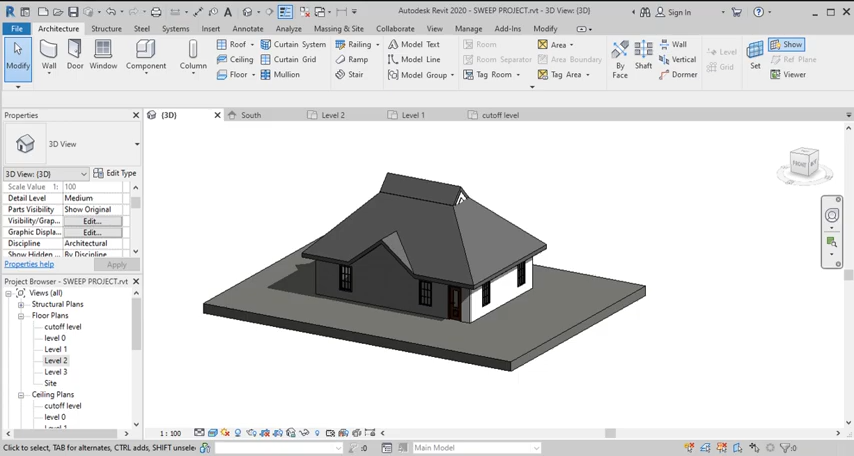 Autodesk Revit 2020 - SWEEP PROJECT.rvt - 3D View: {3D}
Sign In
File Architecture Structure Steel Systems Insert Annotate Analyze Massing & Site Collaborate View Manage Add-Ins Modify
Modify
Wall
Door
Window
Component
Column
Roof
Ceiling
Floor
Curtain System
Curtain Grid
Mullion
Railing
Ramp
Stair
Model Text
Model Line
Model Group
Room
Room Separator
Tag Room
Area
Area Boundary
Tag Area
By
Face
Shaft
Wall
Vertical
Dormer
Level
Grid
Set
Show
Ref Plane
Viewer
Properties
{3D}
South
Level 2
Level 1
cutoff level
3D View
3D View: {3D}
Edit Type
Scale Value 1: 100
Detail Level Medium
Parts Visibility Show Original
Visibility/Grap... Edit...
Graphic Displa... Edit...
Discipline Architectural
Show Hidden ... By Discipline
Properties help
Apply
Project Browser - SWEEP PROJECT.rvt
Views (all)
Structural Plans
Floor Plans
cutoff level
level 0
Level 1
Level 2
Level 3
Site
Ceiling Plans
cutoff level
level 0
Level 1
1 : 100
Click to select, TAB for alternates, CTRL adds, SHIFT unselec
:0
Main Model
:0